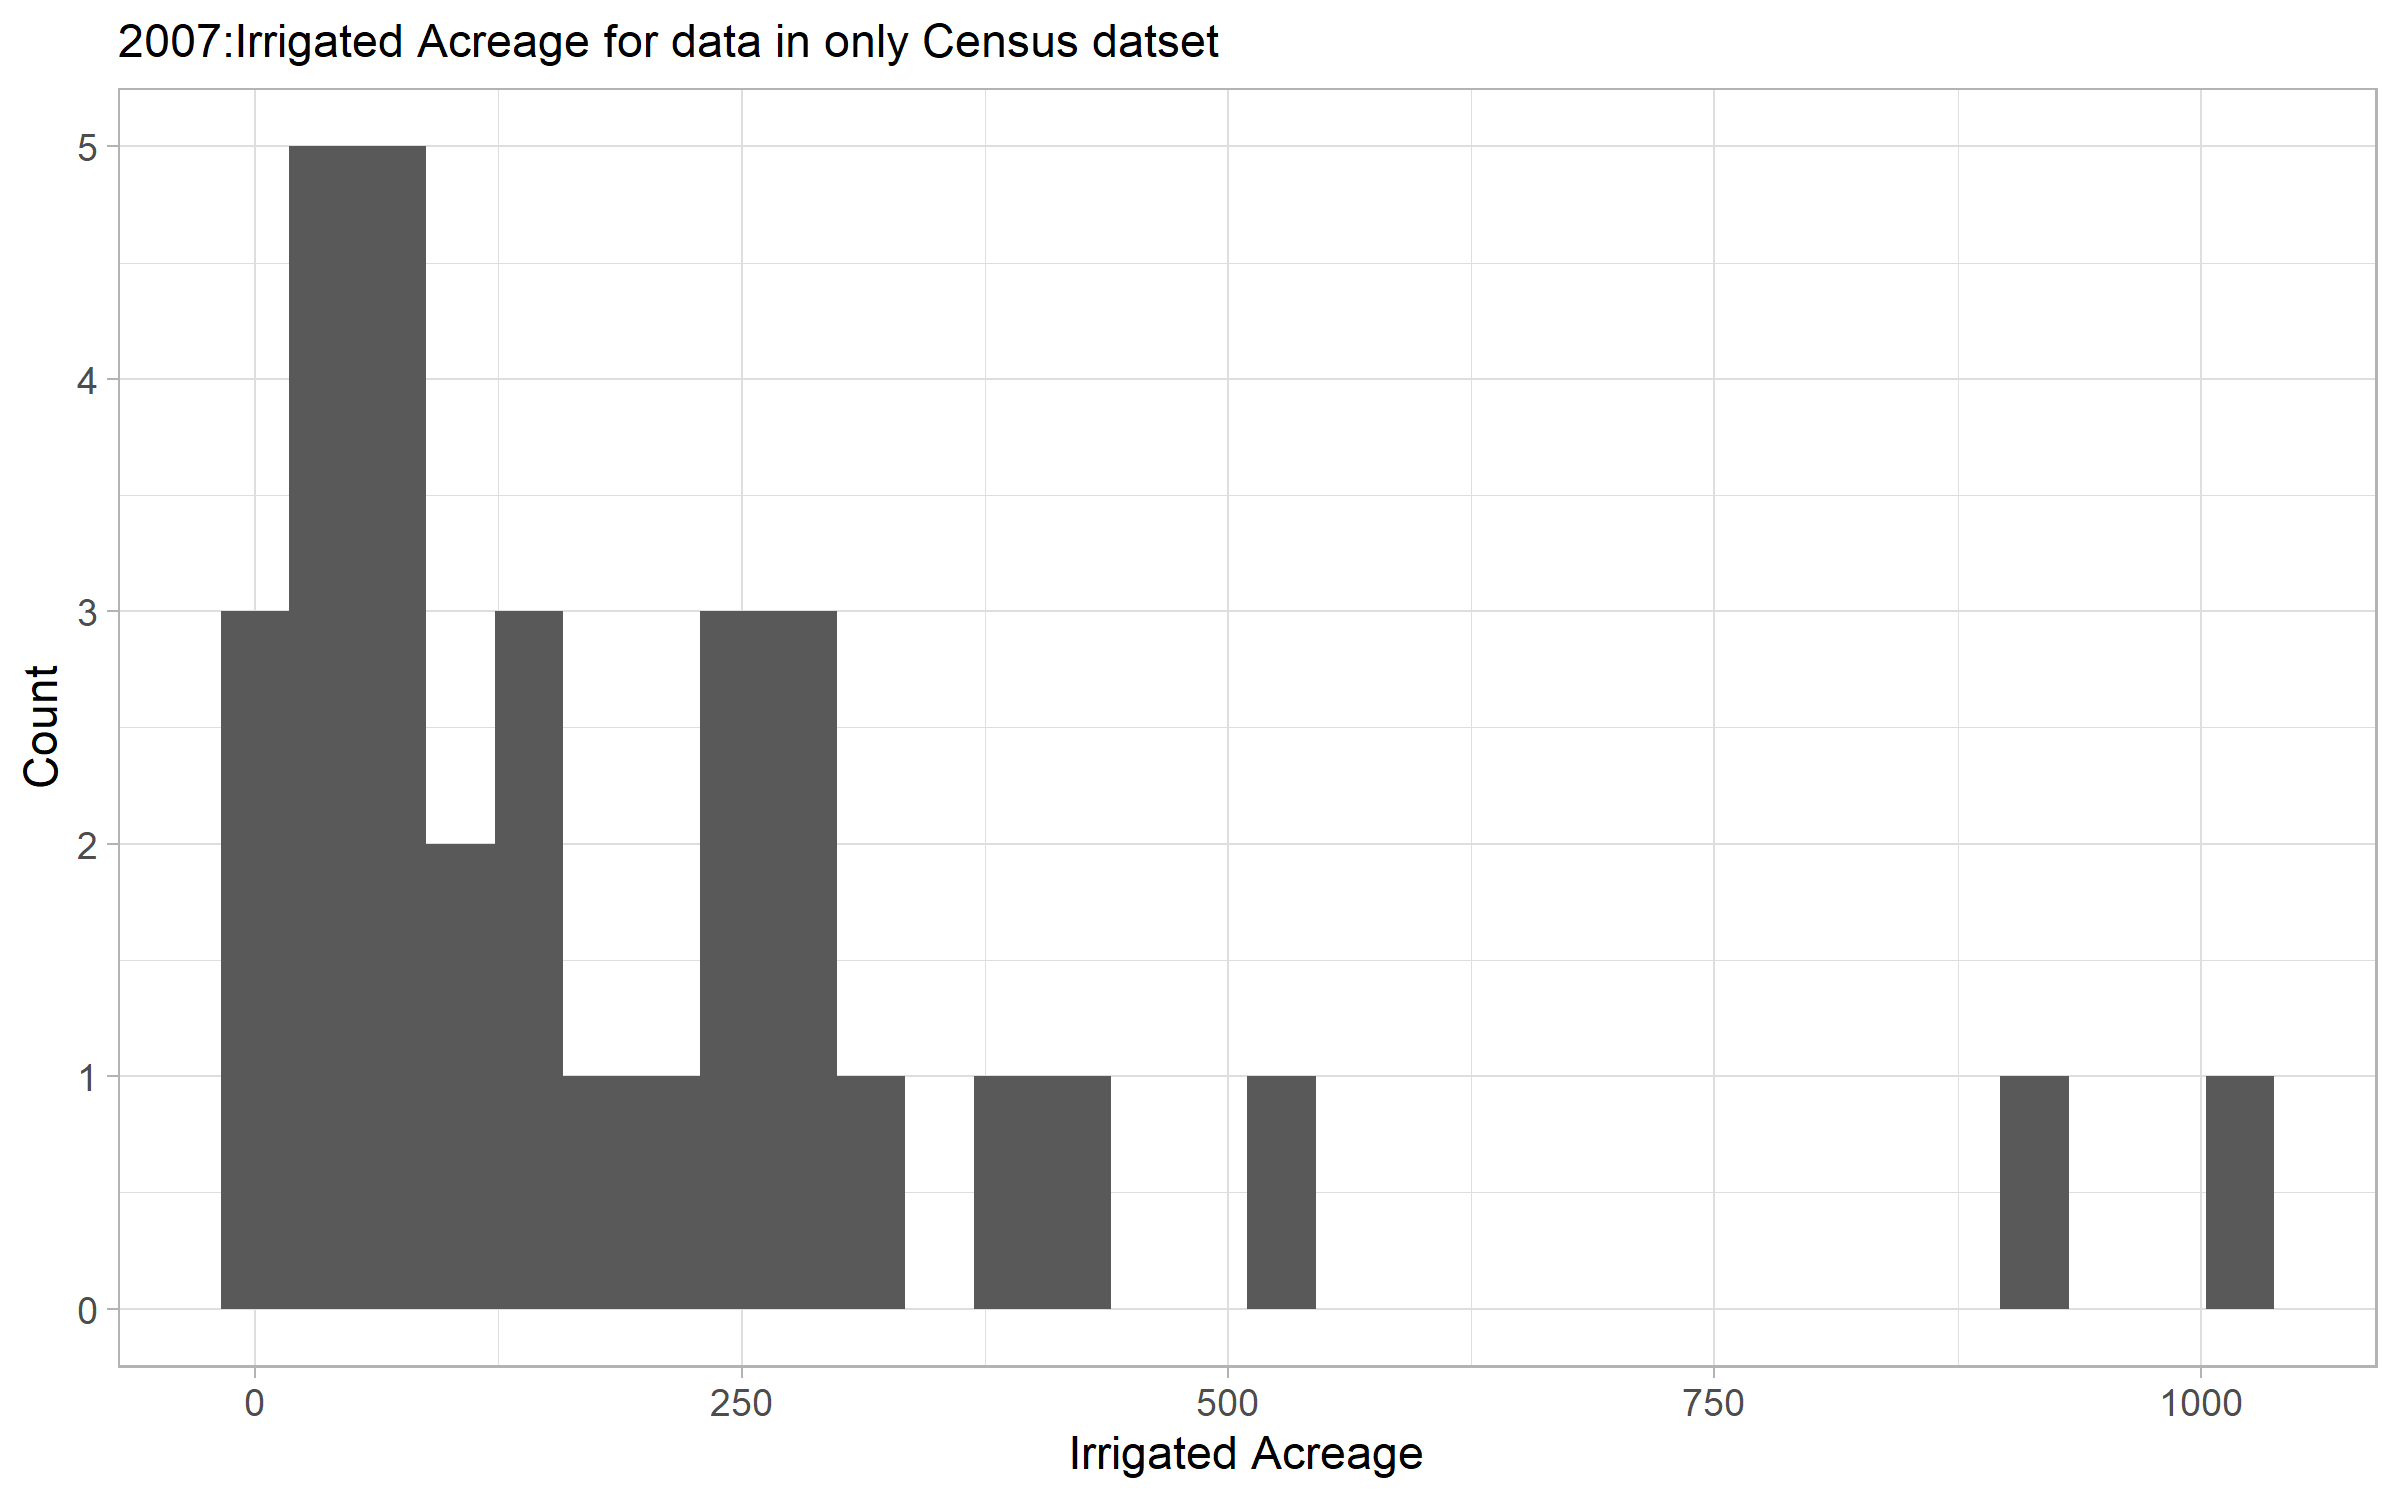 2007:Irrigated Acreage for data in only Census datset
5
4
3
2
1
0
Count
0 250 500 750 1000
Irrigated Acreage